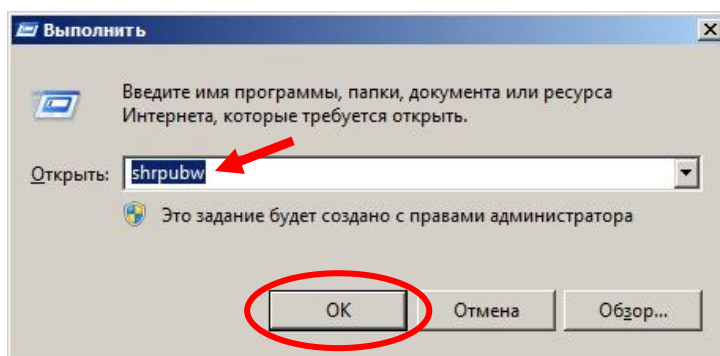 Выполнить
Введите имя программы, папки, документа или ресурса
Интернета, которые требуется открыть.
Открыть: shrpubw
Это задание будет создано с правами администратора
ОК Отмена Обзор...